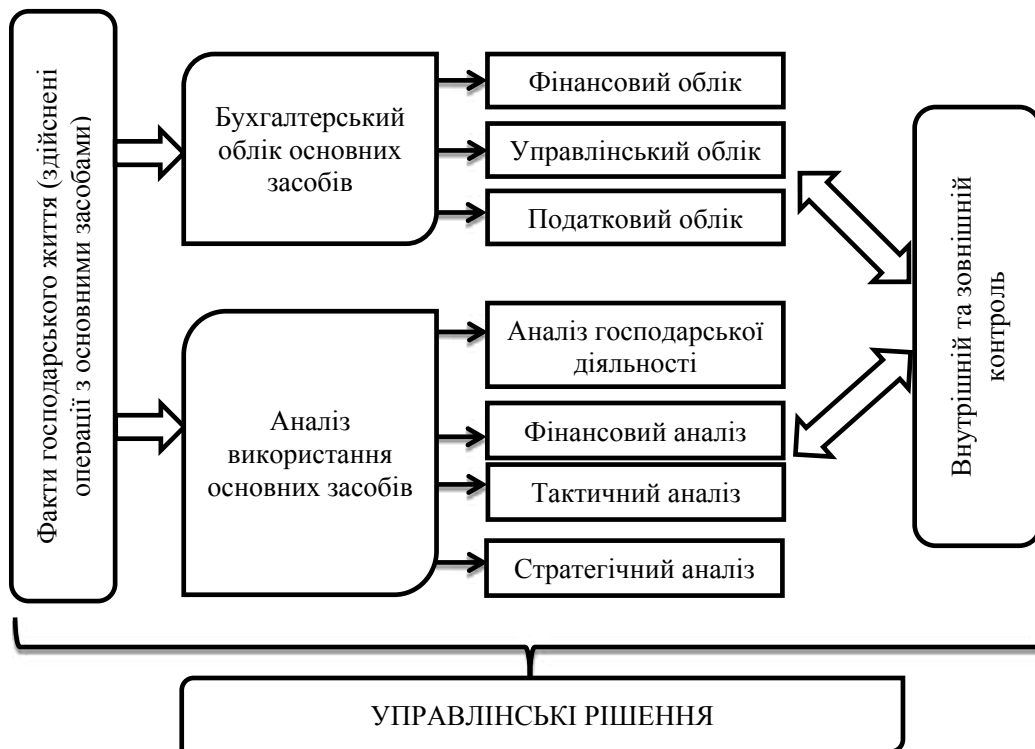 Факти господарського життя (здійснені
операції з основними засобами)
Бухгалтерський
облік основних
засобів
Фінансовий облік
Управлінський облік
Податковий облік
Аналіз
використання
основних засобів
Аналіз господарської
діяльності
Фінансовий аналіз
Тактичний аналіз
Стратегічний аналіз
Внутрішній та зовнішній
контроль
УПРАВЛІНСЬКІ РІШЕННЯ